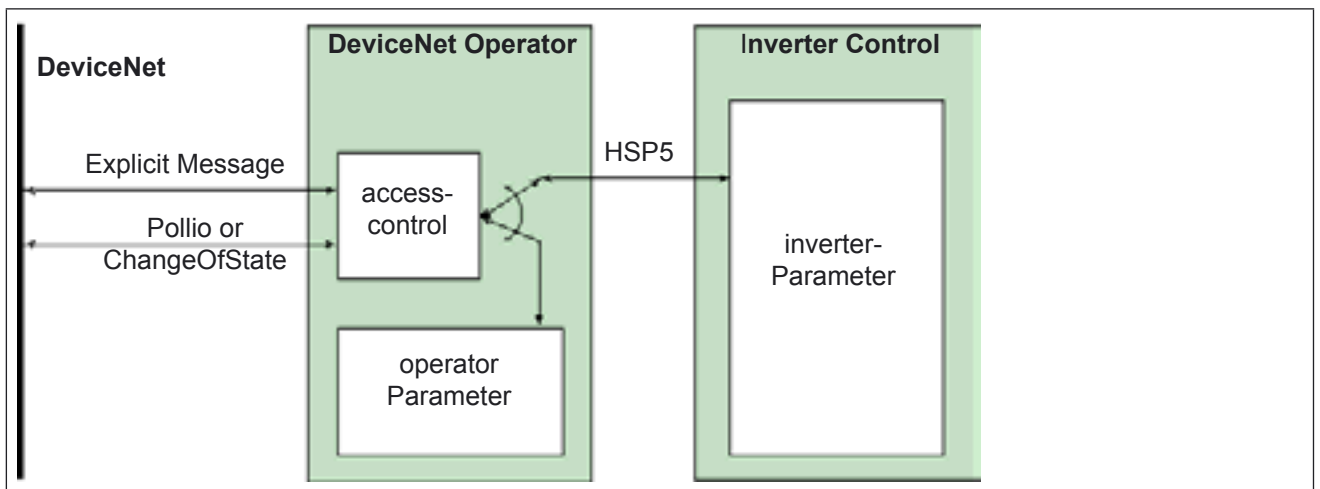 DeviceNet
DeviceNet Operator
Inverter Control
Explicit Message
Pollio or
ChangeOfState
access-
control
HSP5
inverter-
Parameter
operator
Parameter